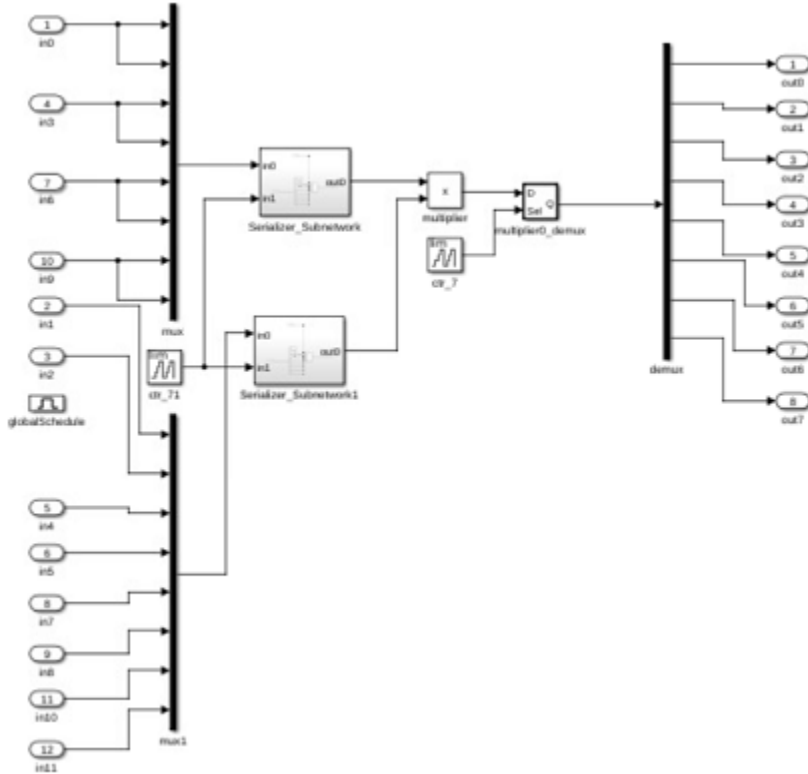 1
in0
4
in3
7
in6
10
in9
2
in1
3
in2
globalSchedule
5
in4
6
in5
8
in7
9
in8
11
in10
12
in11
mux
lim
ctr_71
mux1
in0
in1
out0
Serializer_Subnetwork
in0
in1
out0
Serializer_Subnetwork1
x
multiplier
lim
ctr_7
D
Sel
Q
multiplier0_demux
demux
1
out0
2
out1
3
out2
4
out3
5
out4
6
out5
7
out6
8
out7